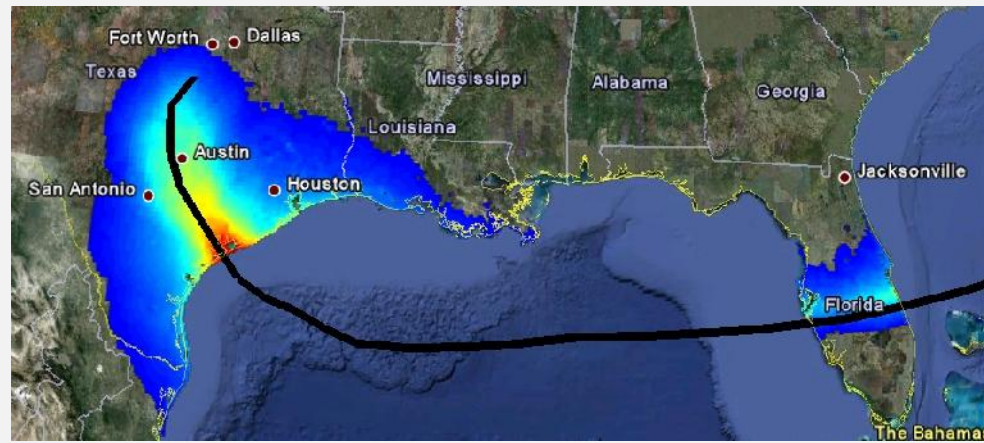 Fort Worth
Dallas
Texas
Mississippi
Alabama
Georgia
Louisiana
Austin
San Antonio
Houston
Jacksonville
Florida
The Bahamas